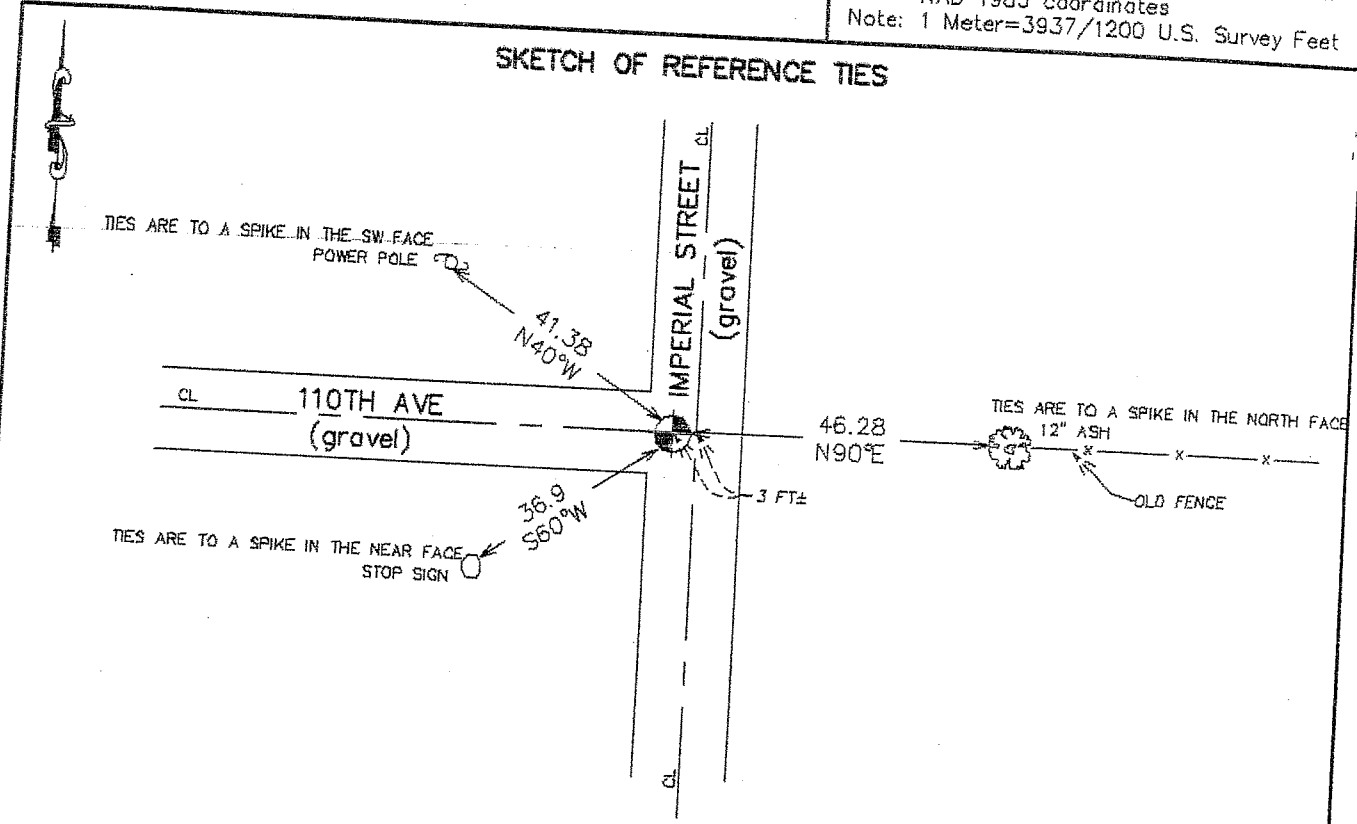 NAD 1983 coordinates
Note: 1 Meter=3937/1200 U.S. Survey Feet
SKETCH OF REFERENCE TIES
CL
IMPERIAL STREET
(gravel)
TIES ARE TO A SPIKE IN THE SW FACE
POWER POLE
41.38
N40°W
CL
110TH AVE
(gravel)
46.28
N90°E
TIES ARE TO A SPIKE IN THE NORTH FACE
12" ASH
x x x
OLD FENCE
3 FT±
36.9
S60°W
TIES ARE TO A SPIKE IN THE NEAR FACE
STOP SIGN
CL